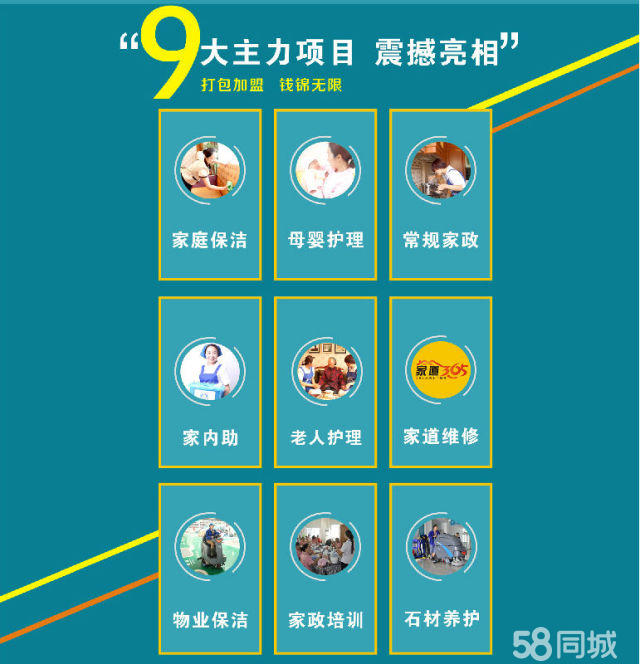 “9大主力项目 震撼亮相”
打包加盟 钱锦无限
家庭保洁
母婴护理
常规家政
家内助
老人护理
家道365
家道维修
物业保洁
家政培训
石材养护
58同城